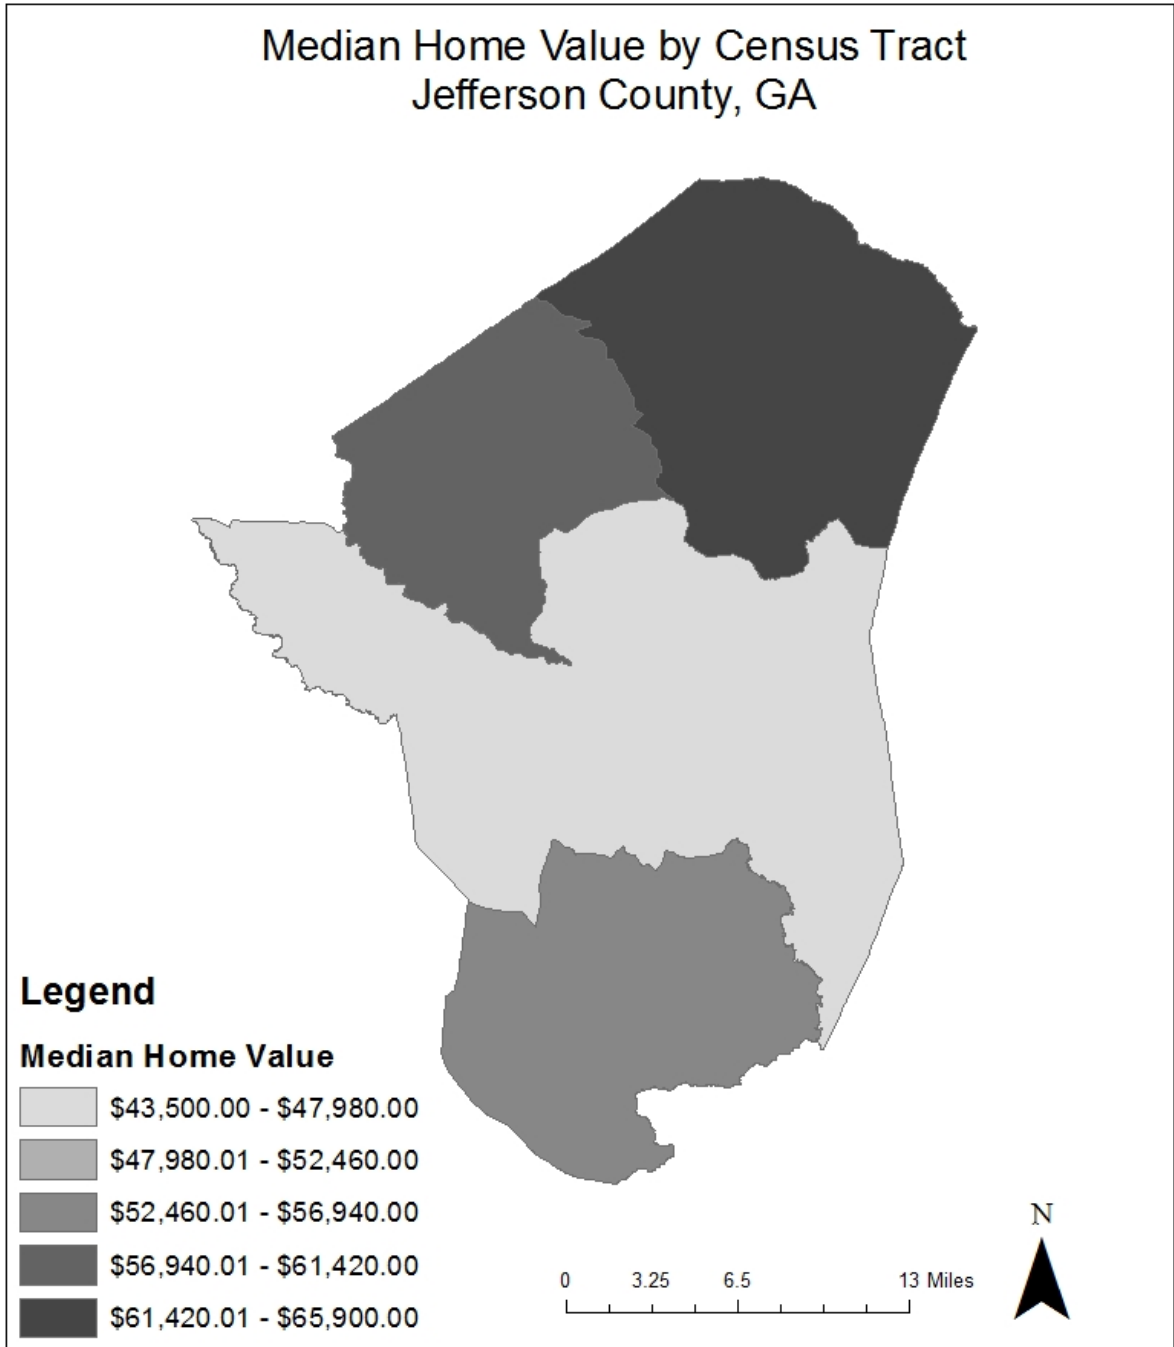 Median Home Value by Census Tract
Jefferson County, GA
Legend
Median Home Value
$43,500.00 - $47,980.00
$47,980.01 - $52,460.00
$52,460.01 - $56,940.00
$56,940.01 - $61,420.00
$61,420.01 - $65,900.00
N
0 3.25 6.5 13 Miles